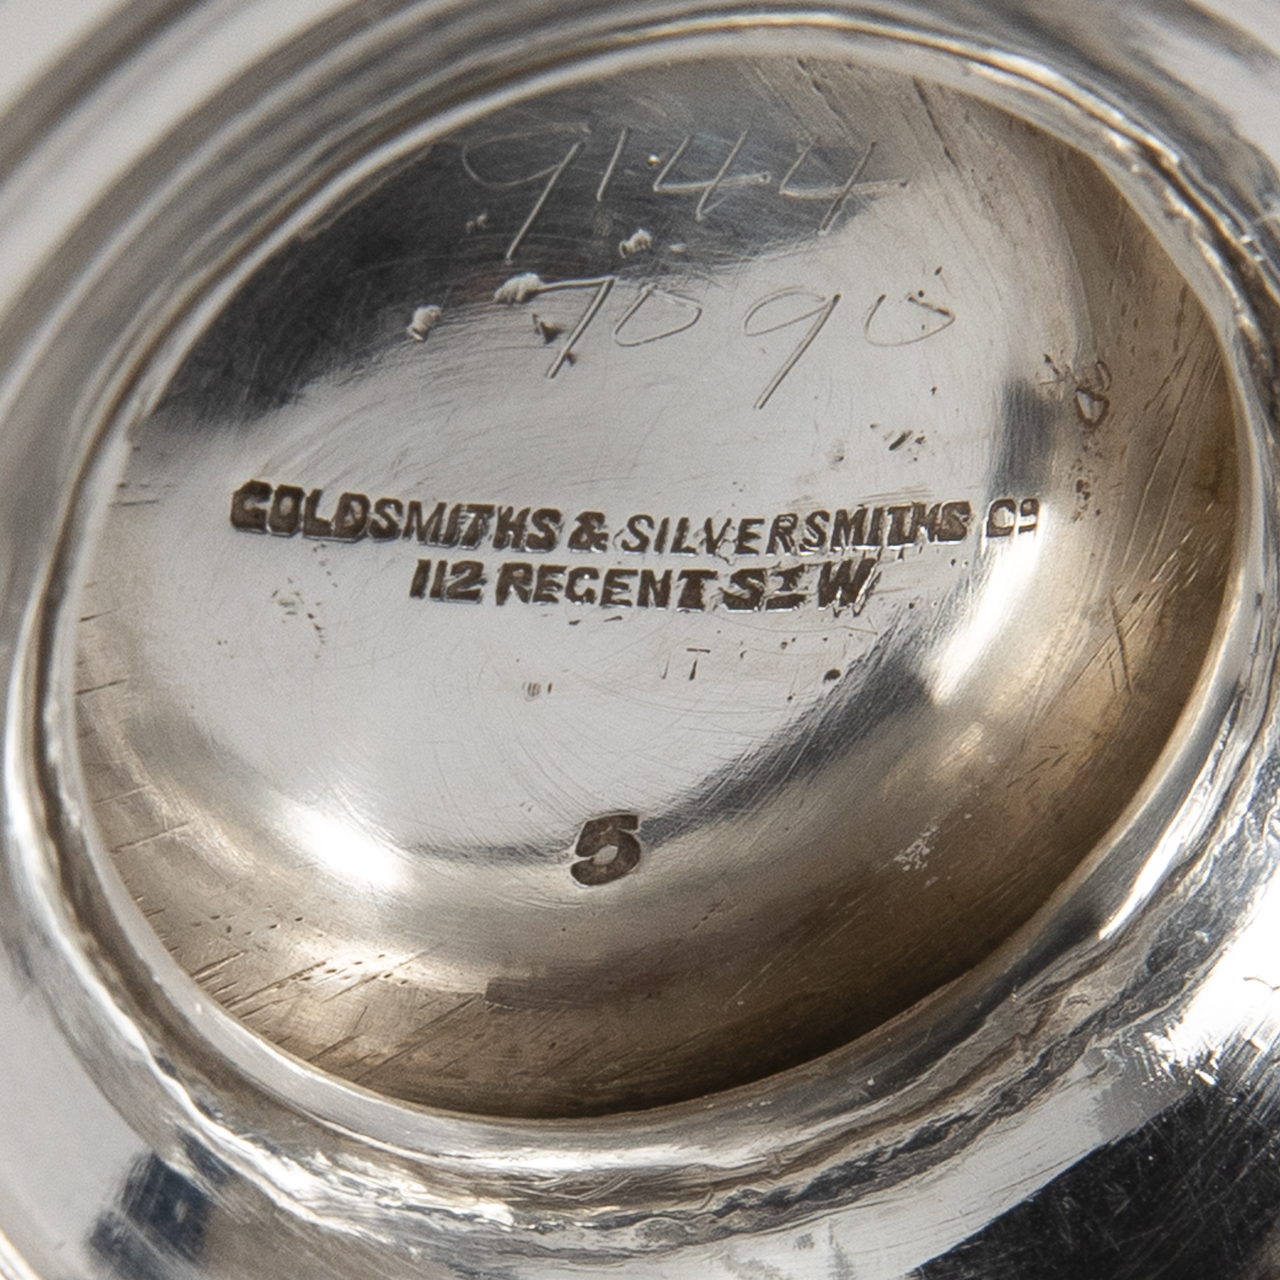 9144
7090
GOLDSMITHS & SILVERSMITHS Cº
112 REGENT ST W
5